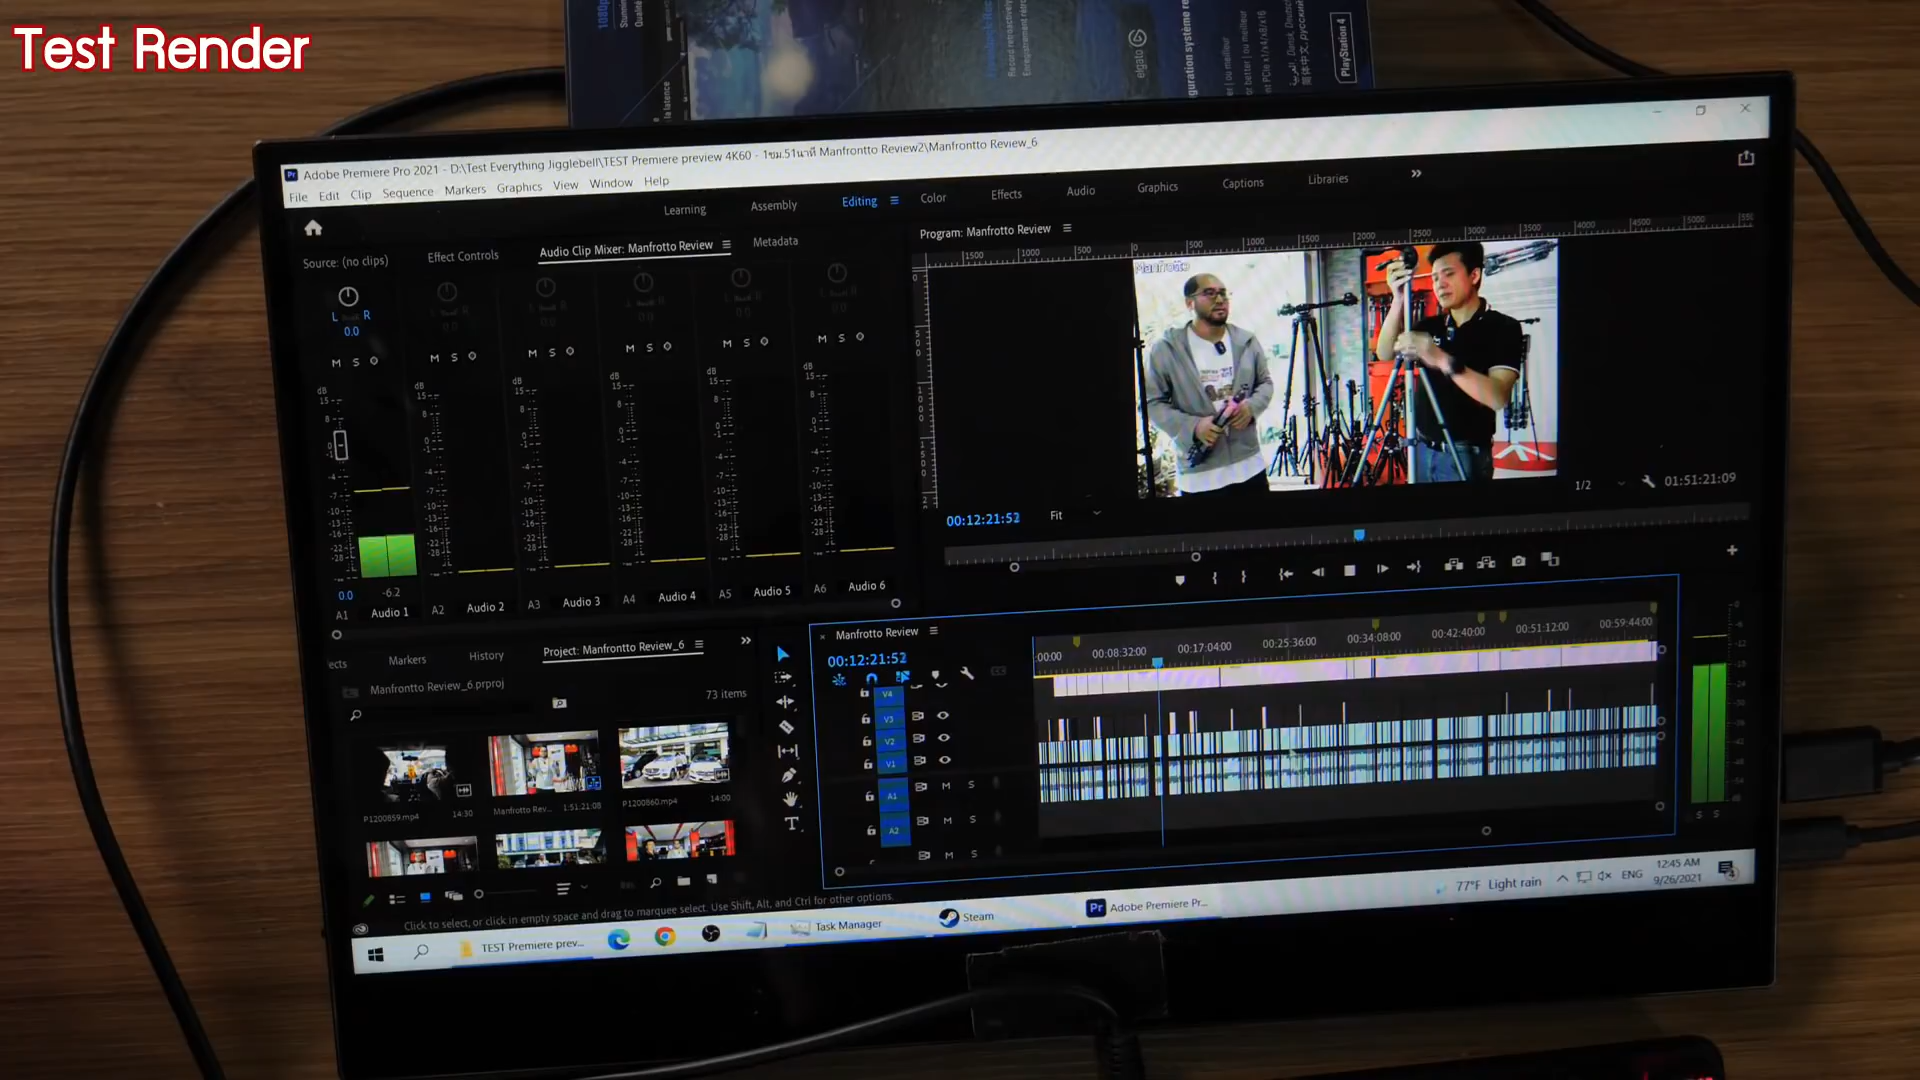 Test Render
1080p
elgato
PlayStation 4
Adobe Premiere Pro 2021 - D:\Test Everything Jigglebell\TEST Premiere preview 4K60 - 1ขม.51นาที Manfrontto Review2\Manfrontto Review_6
File Edit Clip Sequence Markers Graphics View Window Help
Learning Assembly Editing Color Effects Audio Graphics Captions Libraries
Source: (no clips) Effect Controls Audio Clip Mixer: Manfrotto Review Metadata
Program: Manfrotto Review
L R
0.0
M S O M S O M S O M S O M S O M S O
Manfrotto
00:12:21:52 Fit 1/2 01:51:21:09
0.0 -6.2
A1 Audio 1 A2 Audio 2 A3 Audio 3 A4 Audio 4 A5 Audio 5 A6 Audio 6
ects Markers History Project: Manfrontto Review_6
Manfrontto Review_6.prproj
73 items
P1200859.mp4 14:30 Manfrotto Rev... 1:51:21:08 P1200860.mp4 14:00
Manfrotto Review
00:12:21:52
:00:00 00:08:32:00 00:17:04:00 00:25:36:00 00:34:08:00 00:42:40:00 00:51:12:00 00:59:44:00
V4
V3
V2
V1
A1 M S
A2 M S
M S
S S
Click to select, or click in empty space and drag to marquee select. Use Shift, Alt, and Ctrl for other options.
TEST Premiere prev... Task Manager Steam Adobe Premiere Pr...
77°F Light rain ENG 12:45 AM
9/26/2021